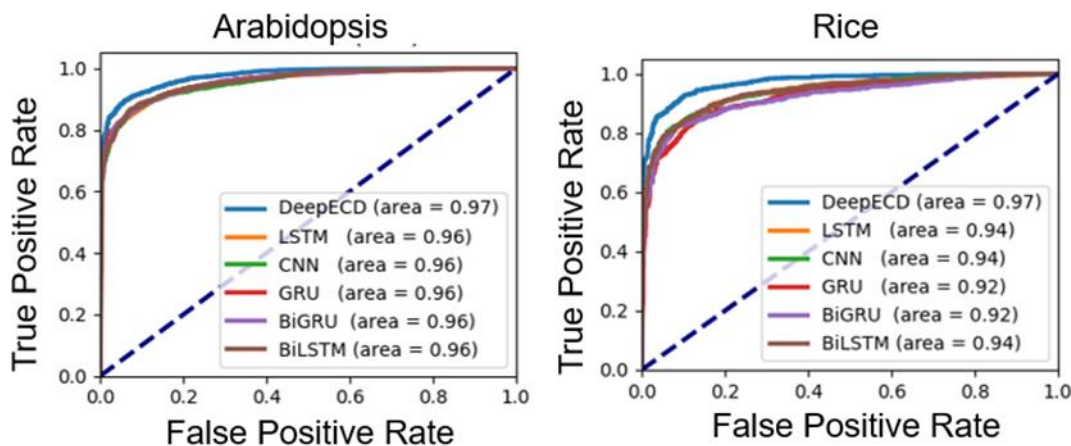 Arabidopsis
True Positive Rate
1.0
0.8
0.6
0.4
0.2
0.0
DeepECD (area = 0.97)
LSTM (area = 0.96)
CNN (area = 0.96)
GRU (area = 0.96)
BiGRU (area = 0.96)
BiLSTM (area = 0.96)
0.0 0.2 0.4 0.6 0.8 1.0
False Positive Rate
Rice
True Positive Rate
1.0
0.8
0.6
0.4
0.2
0.0
DeepECD (area = 0.97)
LSTM (area = 0.94)
CNN (area = 0.94)
GRU (area = 0.92)
BiGRU (area = 0.92)
BiLSTM (area = 0.94)
0.0 0.2 0.4 0.6 0.8 1.0
False Positive Rate